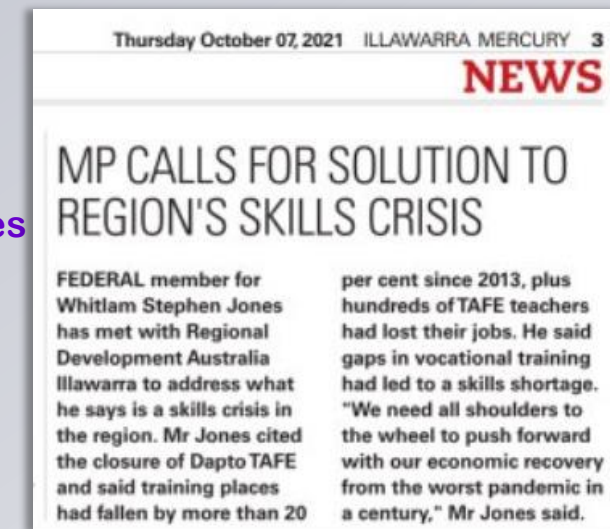 Thursday October 07, 2021 ILLAWARRA MERCURY 3
NEWS
MP CALLS FOR SOLUTION TO
REGION'S SKILLS CRISIS
FEDERAL member for
Whitlam Stephen Jones
has met with Regional
Development Australia
Illawarra to address what
he says is a skills crisis in
the region. Mr Jones cited
the closure of Dapto TAFE
and said training places
had fallen by more than 20
per cent since 2013, plus
hundreds of TAFE teachers
had lost their jobs. He said
gaps in vocational training
had led to a skills shortage.
"We need all shoulders to
the wheel to push forward
with our economic recovery
from the worst pandemic in
a century," Mr Jones said.